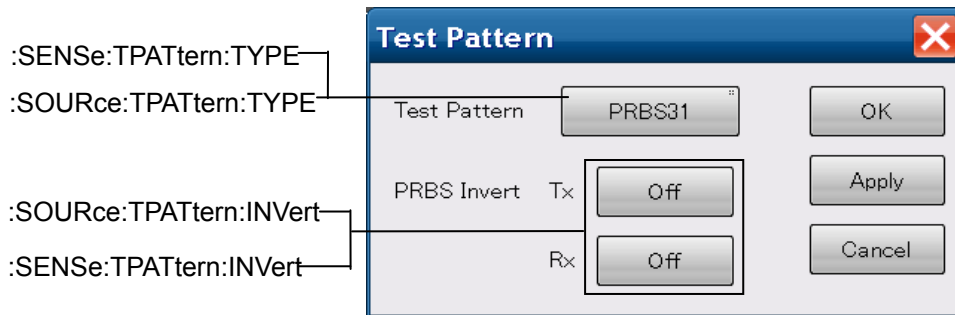 Test Pattern
:SENSe:TPATtern:TYPE
:SOURce:TPATtern:TYPE
Test Pattern PRBS31 OK
:SOURce:TPATtern:INVert
PRBS Invert Tx Off Apply
:SENSe:TPATtern:INVert
Rx Off Cancel